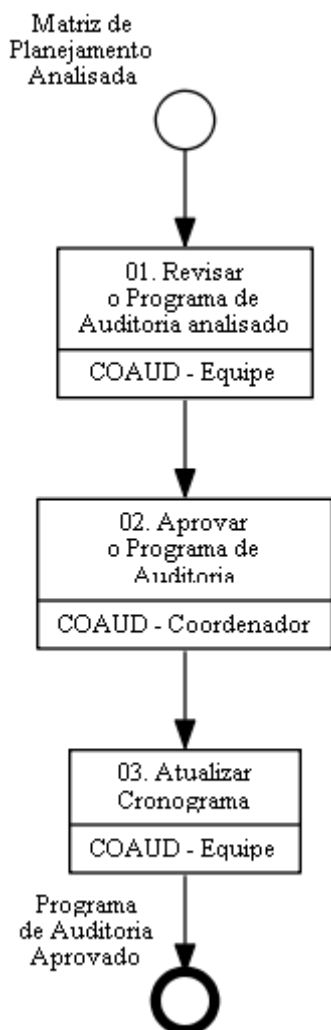 Matriz de
Planejamento
Analisada
01. Revisar
o Programa de
Auditoria analisado
COAUD - Equipe
02. Aprovar
o Programa de
Auditoria
COAUD - Coordenador
03. Atualizar
Cronograma
COAUD - Equipe
Programa
de Auditoria
Aprovado